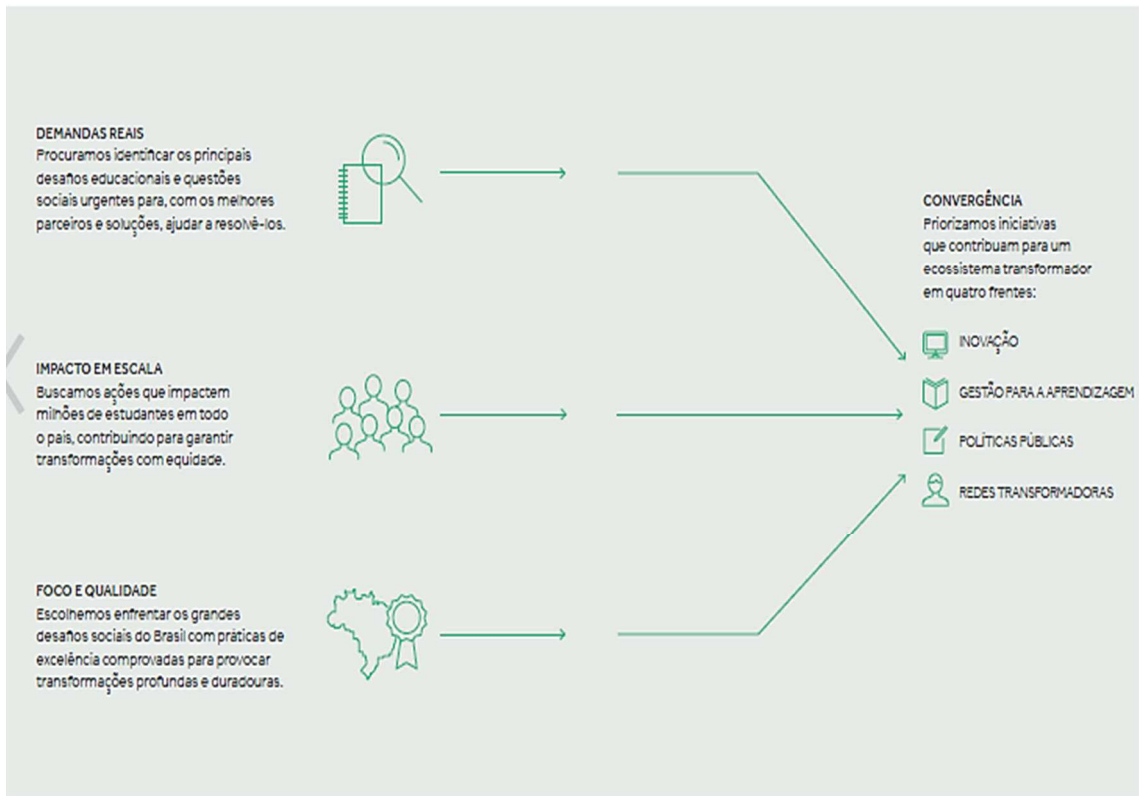 DEMANDAS REAIS
Procuramos identificar os principais
desafios educacionais e questões
sociais urgentes para, com os melhores
parceiros e soluções, ajudar a resolvê-los.
IMPACTO EM ESCALA
Buscamos ações que impactem
milhões de estudantes em todo
o país, contribuindo para garantir
transformações com equidade.
FOCO E QUALIDADE
Escolhemos enfrentar os grandes
desafios sociais do Brasil com práticas de
excelência comprovadas para provocar
transformações profundas e duradouras.
CONVERGÊNCIA
Priorizamos iniciativas
que contribuam para um
ecossistema transformador
em quatro frentes:
INOVAÇÃO
GESTÃO PARA A APRENDIZAGEM
POLÍTICAS PÚBLICAS
REDES TRANSFORMADORAS